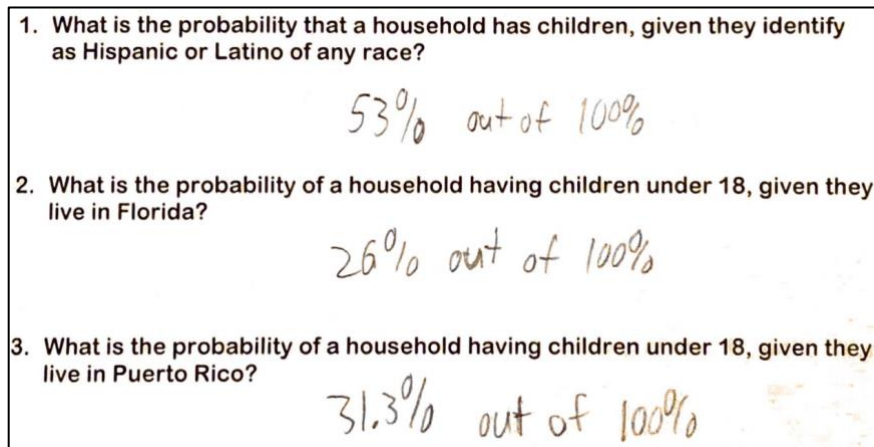 1. What is the probability that a household has children, given they identify
as Hispanic or Latino of any race?
53% out of 100%
2. What is the probability of a household having children under 18, given they
live in Florida?
26% out of 100%
3. What is the probability of a household having children under 18, given they
live in Puerto Rico?
31.3% out of 100%